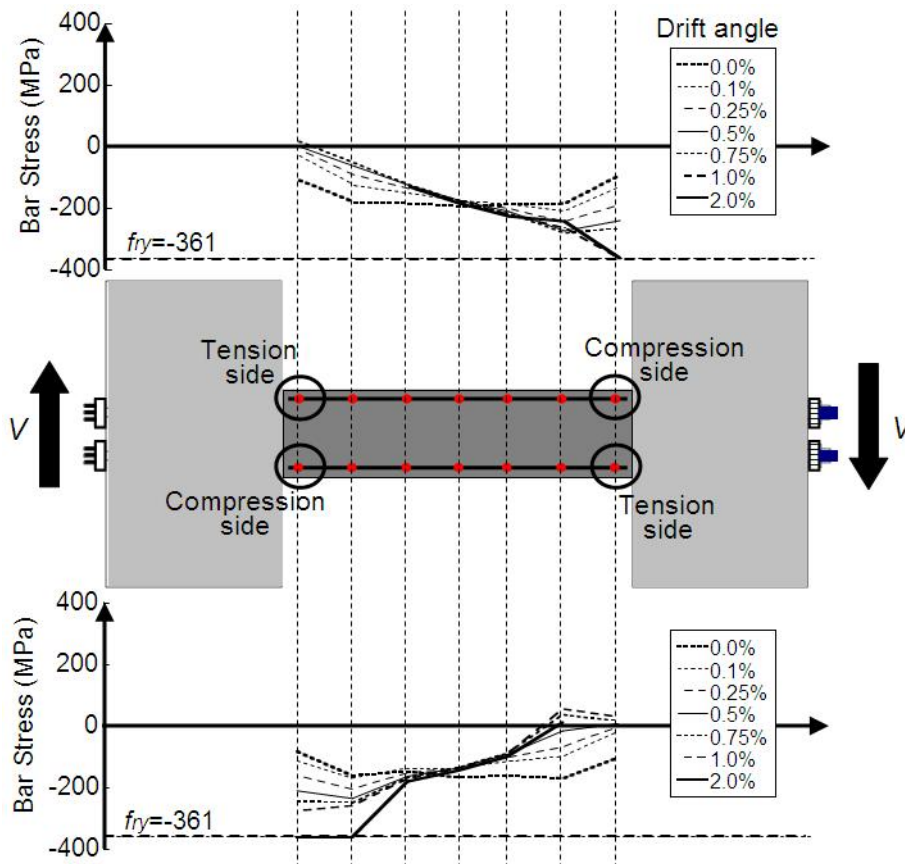 Drift angle
0.0%
0.1%
0.25%
0.5%
0.75%
1.0%
2.0%
Bar Stress (MPa)
400
200
0
-200
-400
fry=-361
Tension
side
Compression
side
V
V
Compression
side
Tension
side
Bar Stress (MPa)
400
200
0
-200
-400
fry=-361
0.0%
0.1%
0.25%
0.5%
0.75%
1.0%
2.0%